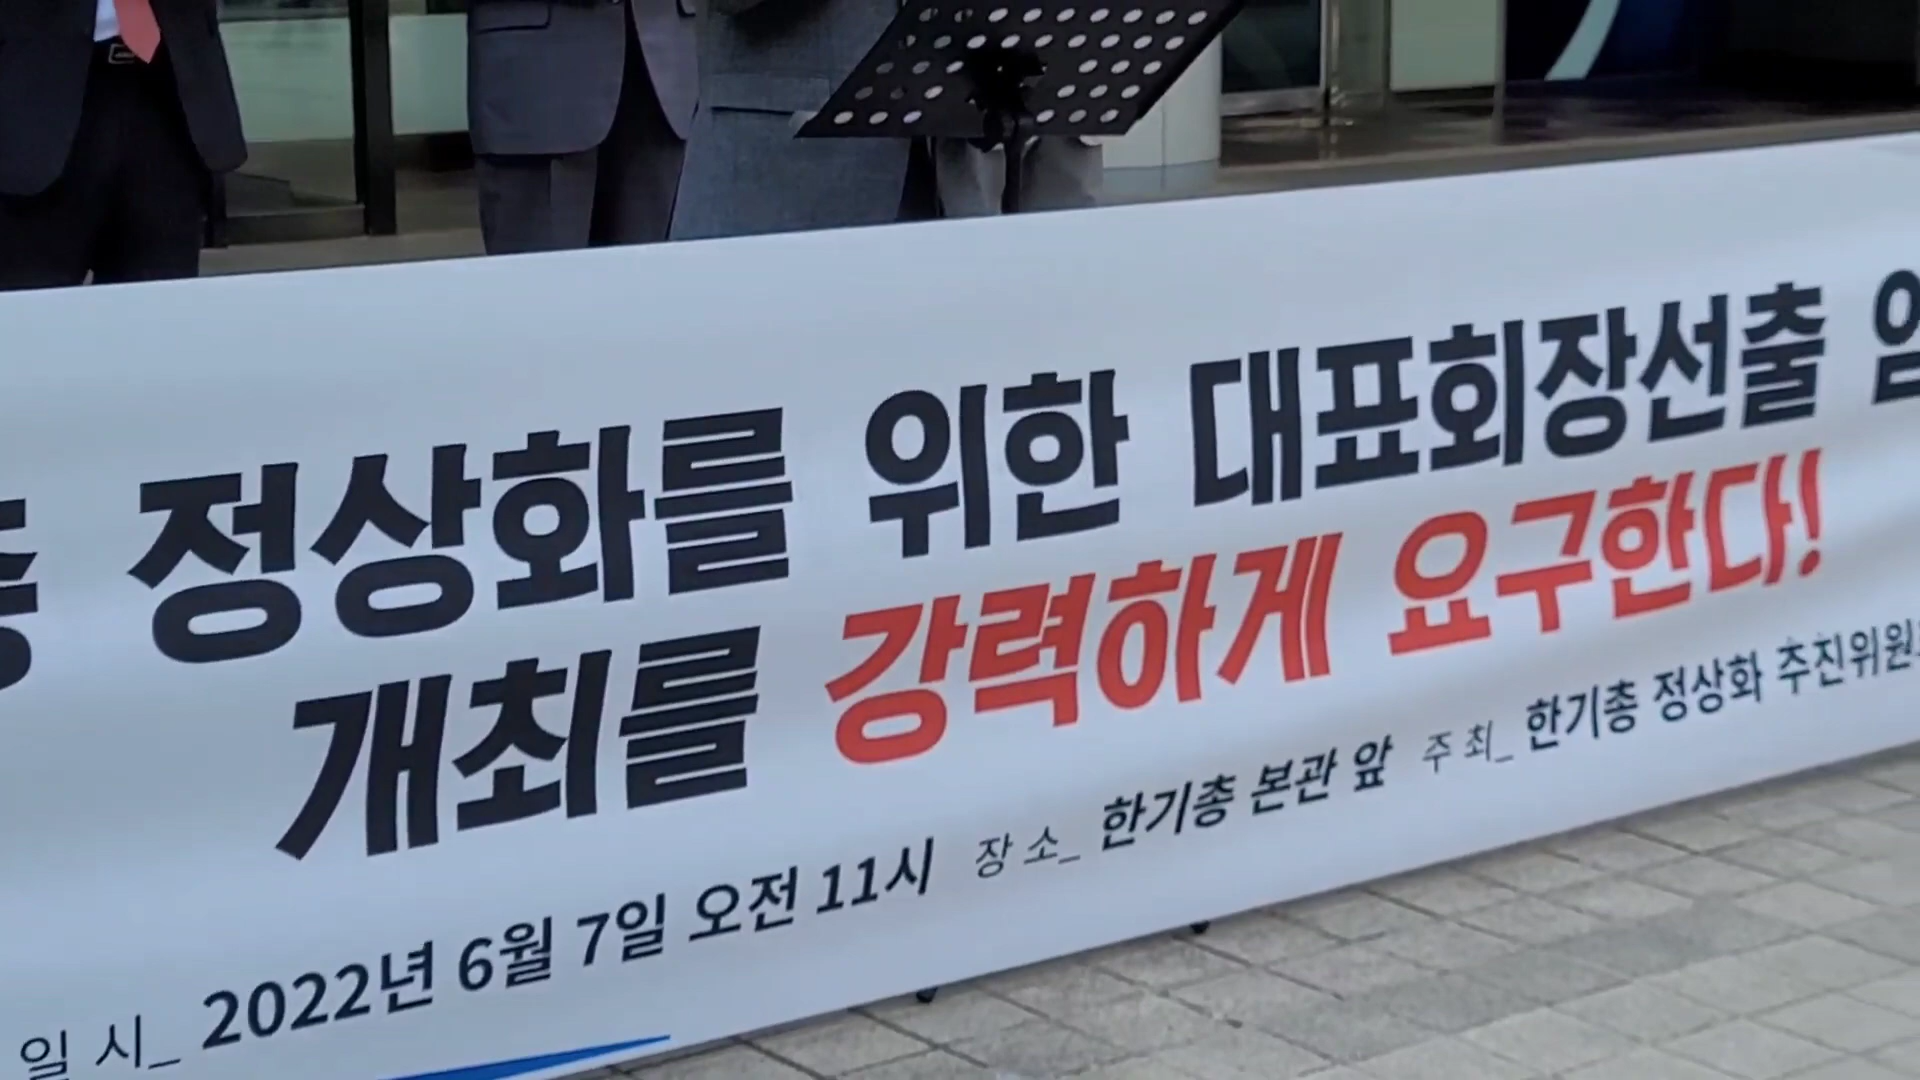 정상화를 위한 대표회장선출
개최를 강력하게 요구한다!
일 시_ 2022년 6월 7일 오전 11시 장 소_ 한기총 본관 앞 주 최_ 한기총 정상화 추진위원